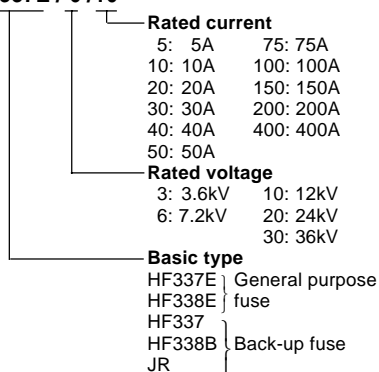 Rated current
5: 5A 75: 75A
10: 10A 100: 100A
20: 20A 150: 150A
30: 30A 200: 200A
40: 40A 400: 400A
50: 50A
Rated voltage
3: 3.6kV 10: 12kV
6: 7.2kV 20: 24kV
30: 36kV
Basic type
HF337E General purpose
HF338E fuse
HF337
HF338B Back-up fuse
JR